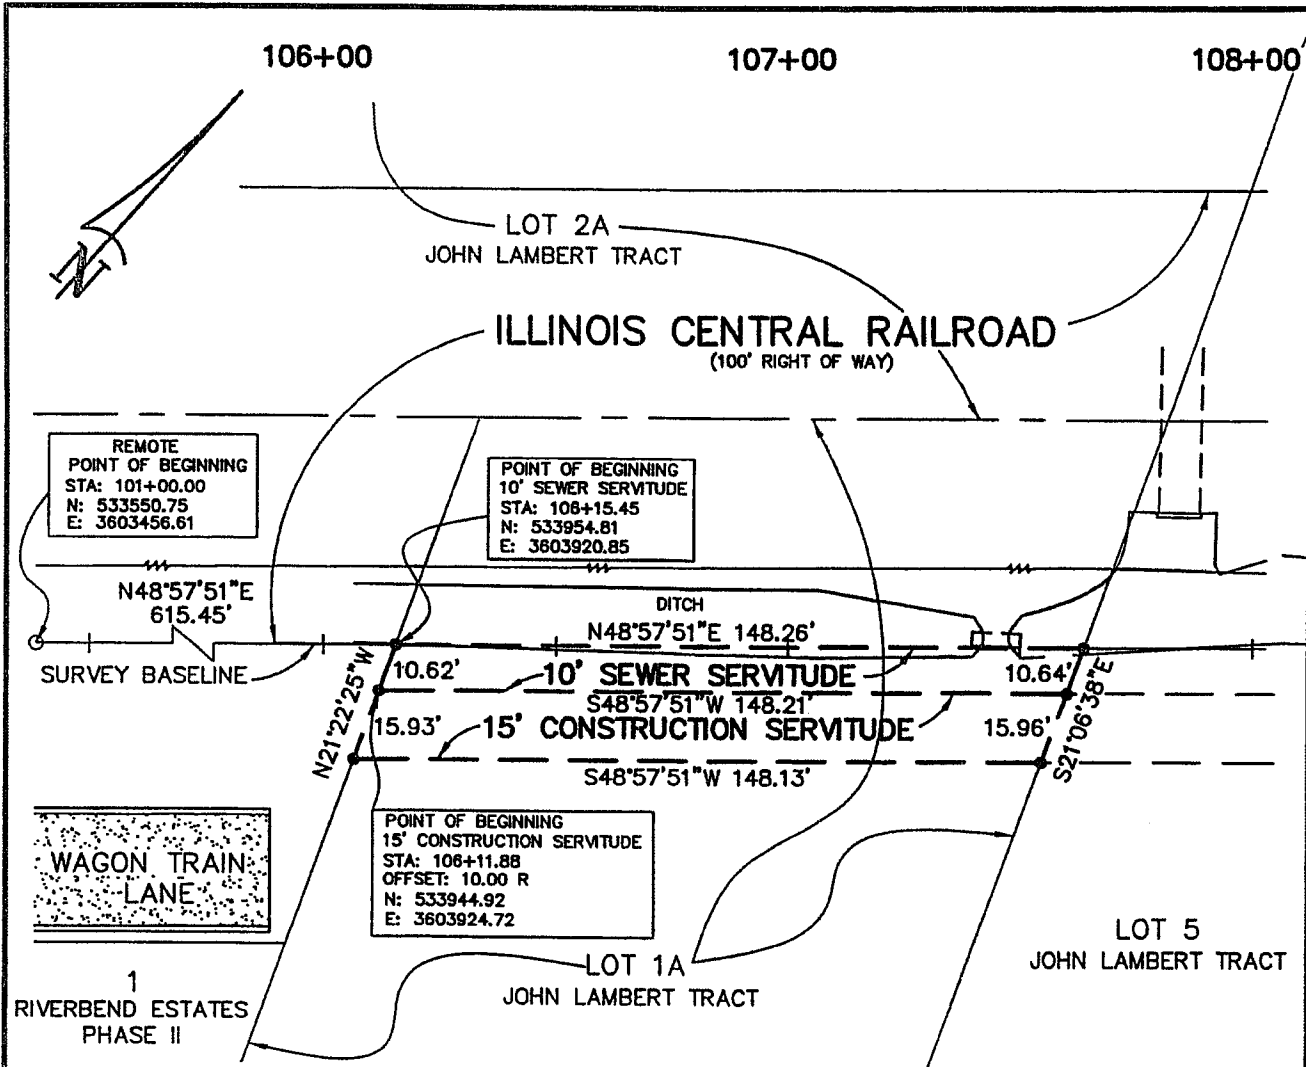 106+00
107+00
108+00
N
LOT 2A
JOHN LAMBERT TRACT
ILLINOIS CENTRAL RAILROAD
(100' RIGHT OF WAY)
REMOTE
POINT OF BEGINNING
STA: 101+00.00
N: 533550.75
E: 3603456.61
POINT OF BEGINNING
10' SEWER SERVITUDE
STA: 106+15.45
N: 533954.81
E: 3603920.85
N48°57'51"E
615.45'
DITCH
N48°57'51"E 148.26'
SURVEY BASELINE
N21°22'25"W
10.62'
10' SEWER SERVITUDE
10.64'
S21°06'38"E
S48°57'51"W 148.21'
15.93'
15' CONSTRUCTION SERVITUDE
15.96'
S48°57'51"W 148.13'
POINT OF BEGINNING
15' CONSTRUCTION SERVITUDE
STA: 106+11.88
OFFSET: 10.00 R
N: 533944.92
E: 3603924.72
WAGON TRAIN
LANE
LOT 1A
JOHN LAMBERT TRACT
LOT 5
JOHN LAMBERT TRACT
1
RIVERBEND ESTATES
PHASE II